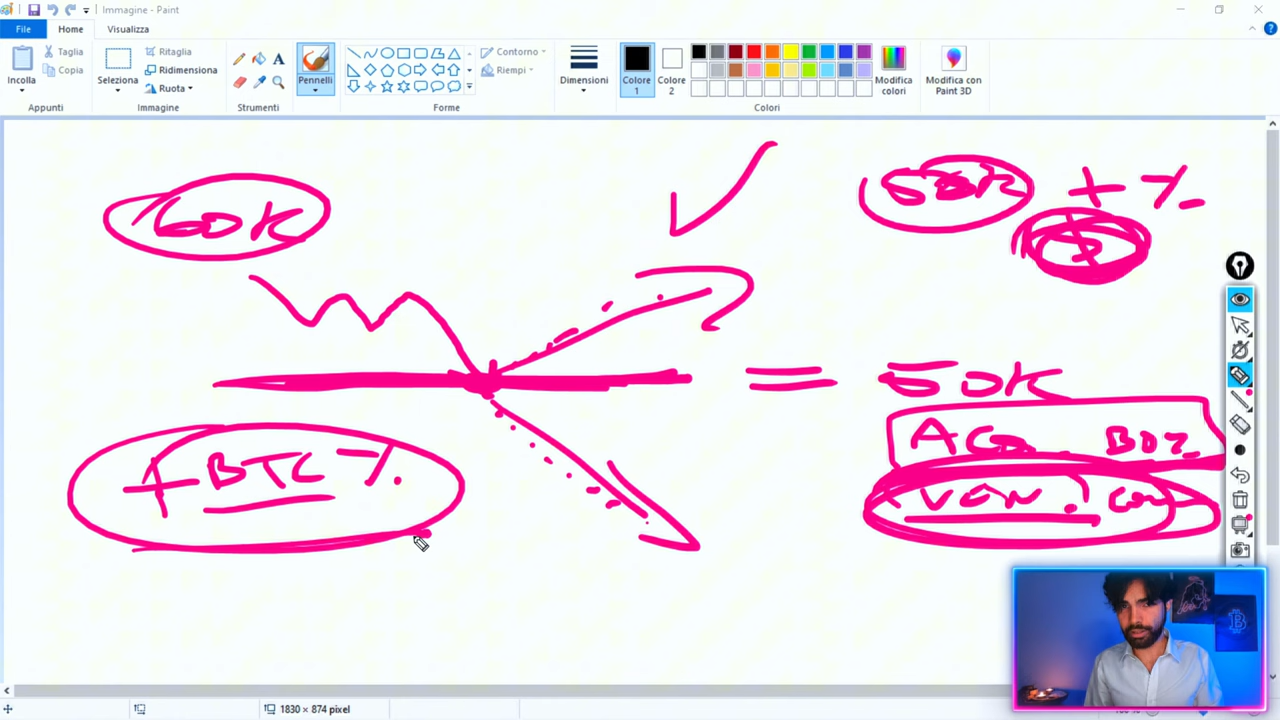 Immagine - Paint
File Home Visualizza
Incolla
Taglia
Copia
Appunti
Seleziona
Ritaglia
Ridimensiona
Ruota
Immagine
Strumenti
Pennelli
Forme
Contorno
Riempi
Dimensioni
Colore 1
Colore 2
Modifica colori
Colori
Modifica con Paint 3D
60K
+ %
= 50K
+ BTC %
1830 × 874 pixel